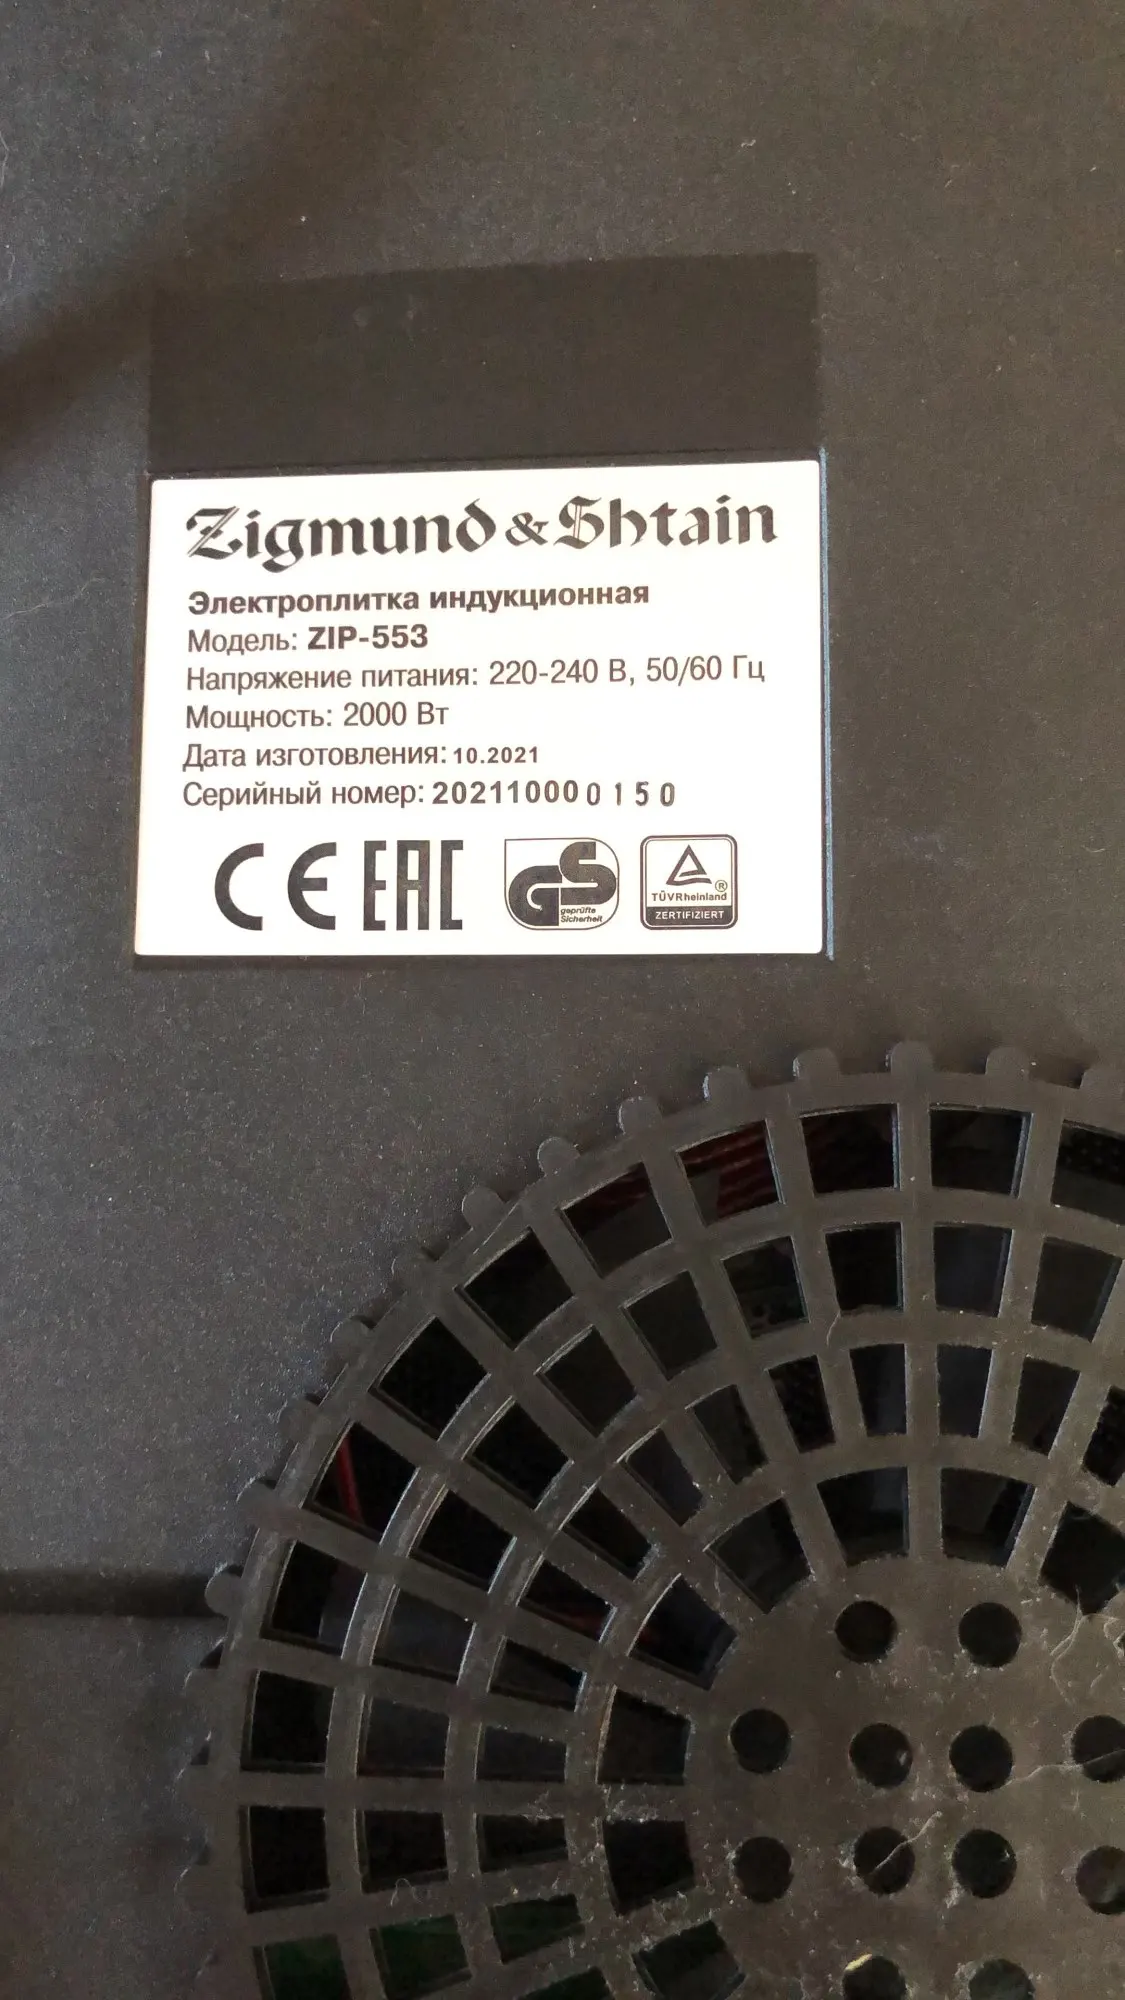 Zigmund & Shtain
Электроплитка индукционная
Модель: ZIP-553
Напряжение питания: 220-240 В, 50/60 Гц
Мощность: 2000 Вт
Дата изготовления: 10.2021
Серийный номер: 202110000150
CE EAC GS geprüfte Sicherheit TÜVRheinland ® ZERTIFIZIERT